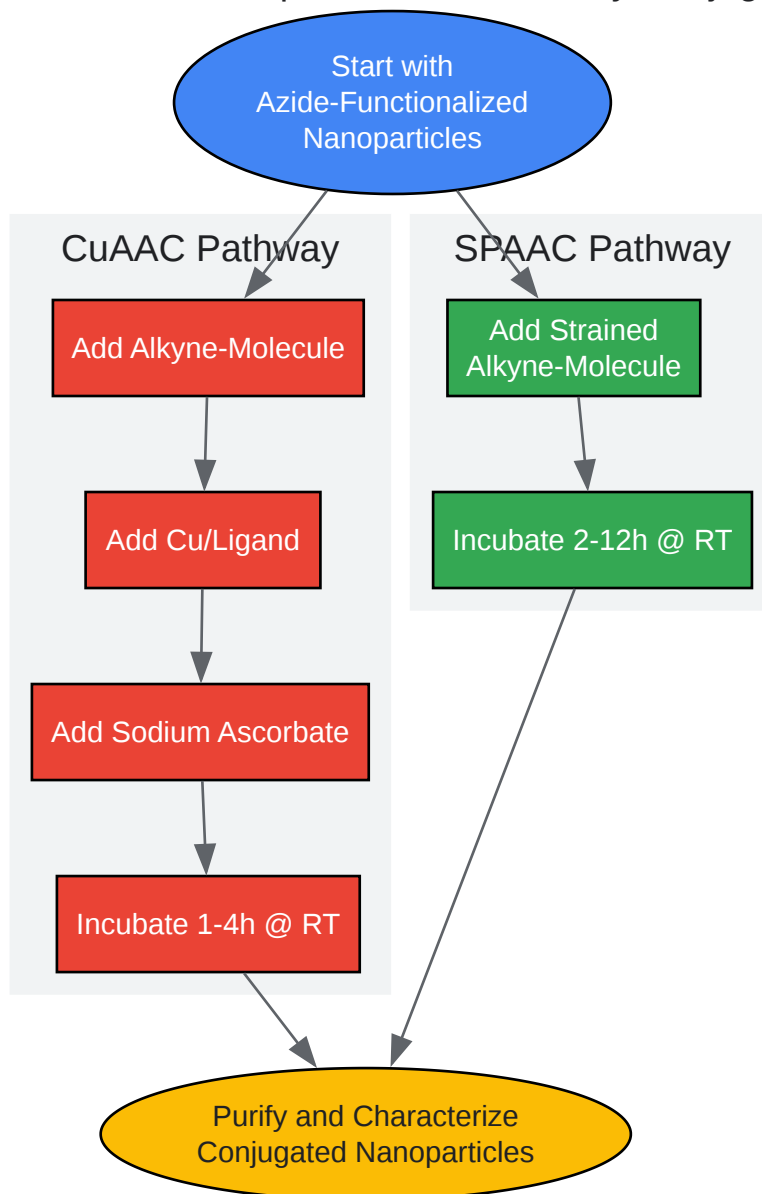 Start with
Azide-Functionalized
Nanoparticles
CuAAC Pathway
SPAAC Pathway
Add Alkyne-Molecule
Add Strained
Alkyne-Molecule
Add Cu/Ligand
Incubate 2-12h @ RT
Add Sodium Ascorbate
Incubate 1-4h @ RT
Purify and Characterize
Conjugated Nanoparticles